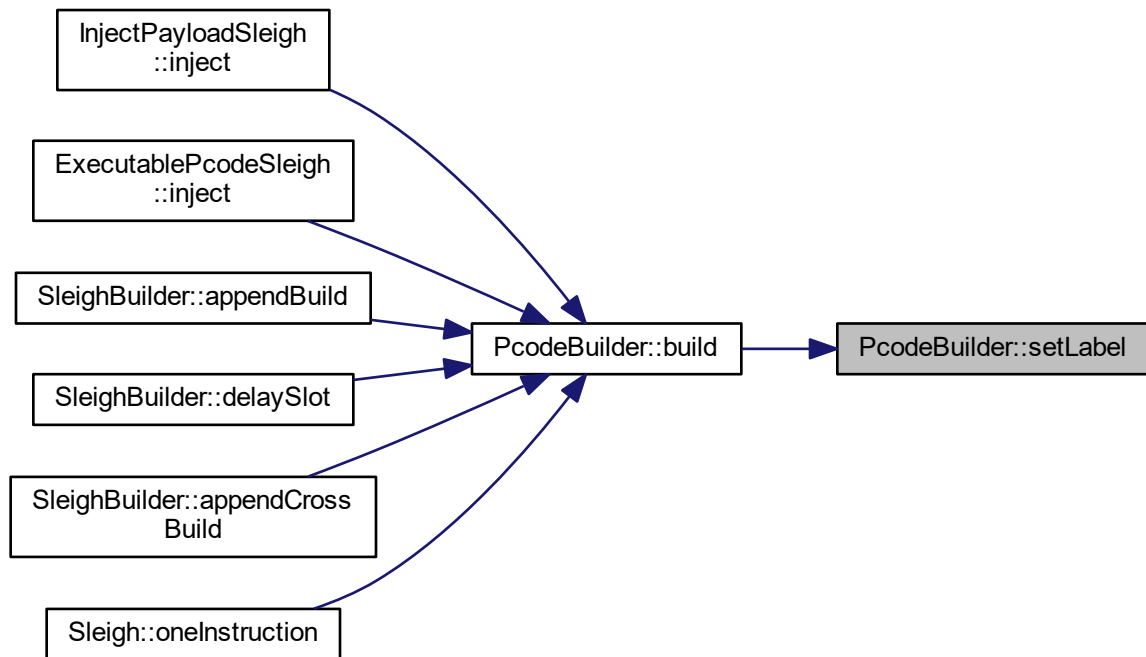 InjectPayloadSleigh
::inject
ExecutablePcodeSleigh
::inject
SleighBuilder::appendBuild
SleighBuilder::delaySlot
SleighBuilder::appendCross
Build
Sleigh::oneInstruction
PcodeBuilder::build
PcodeBuilder::setLabel